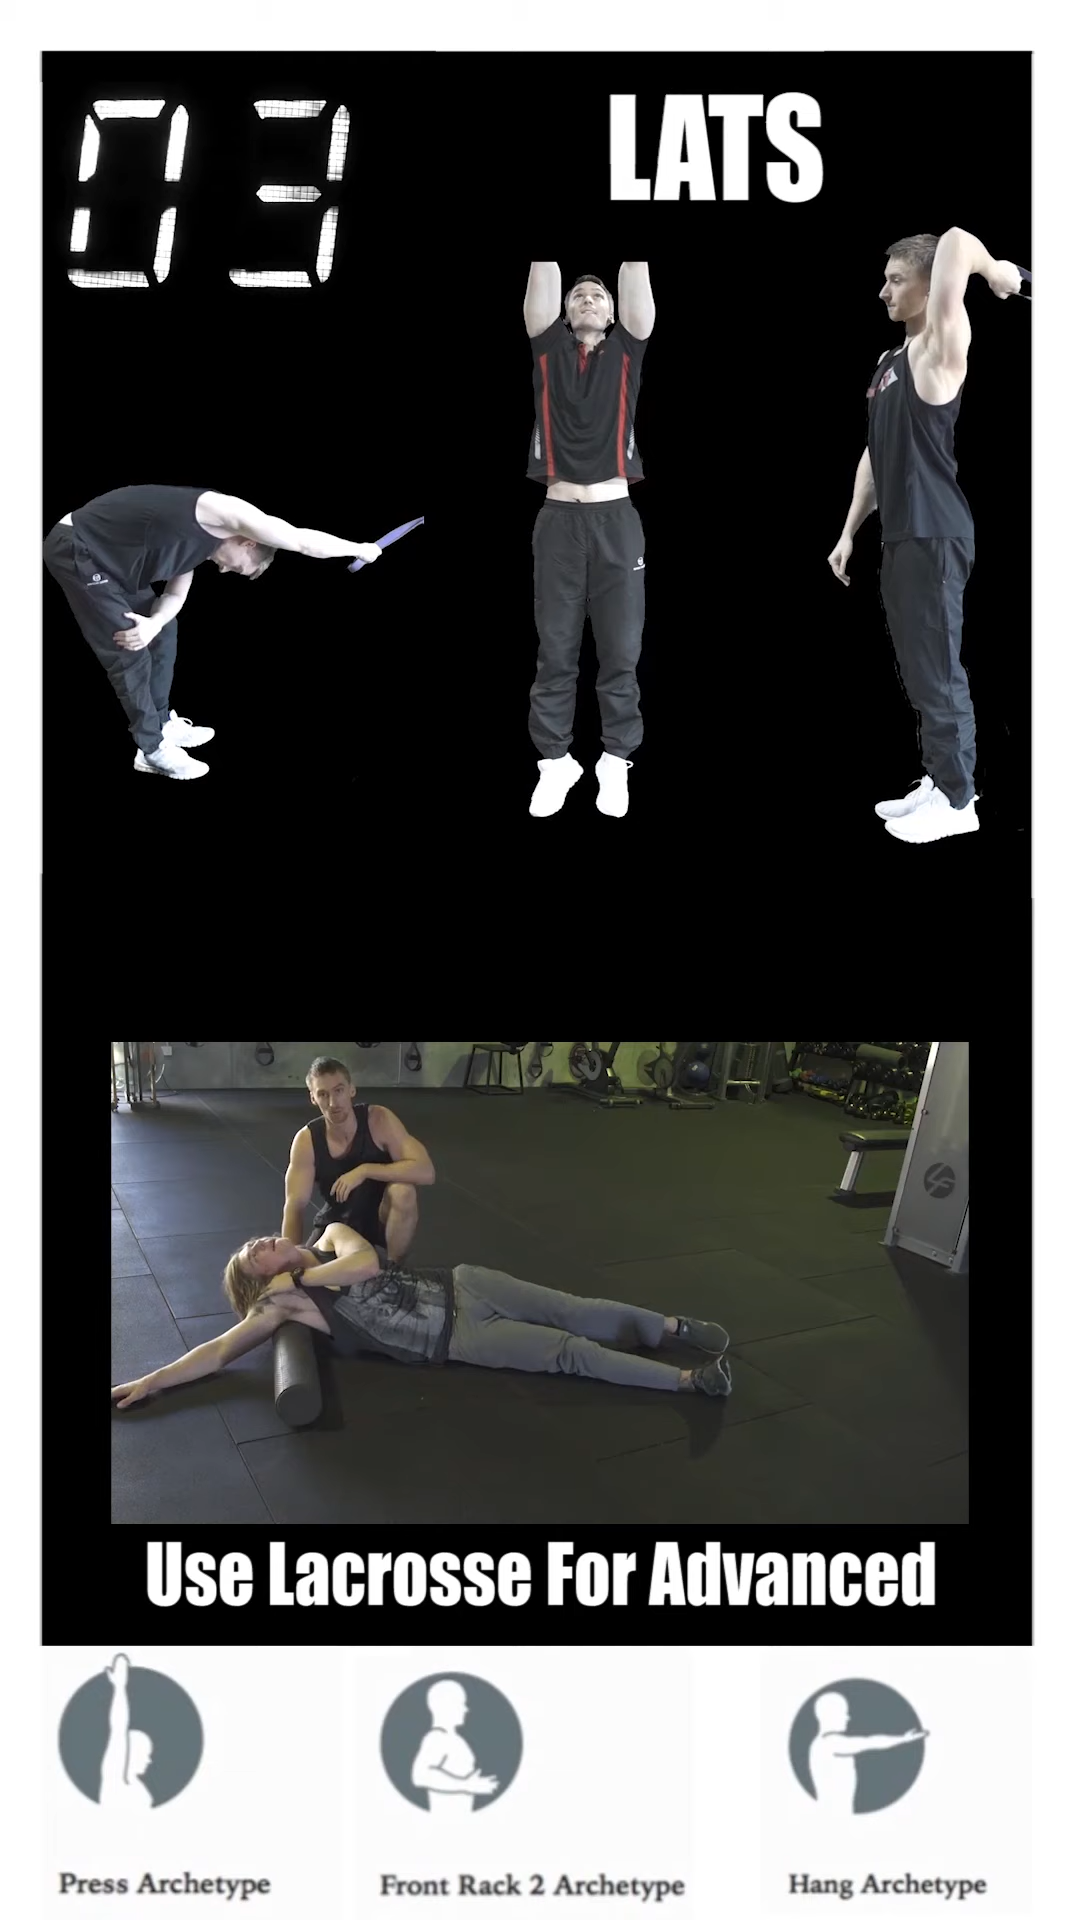 03
LATS
Use Lacrosse For Advanced
Press Archetype
Front Rack 2 Archetype
Hang Archetype